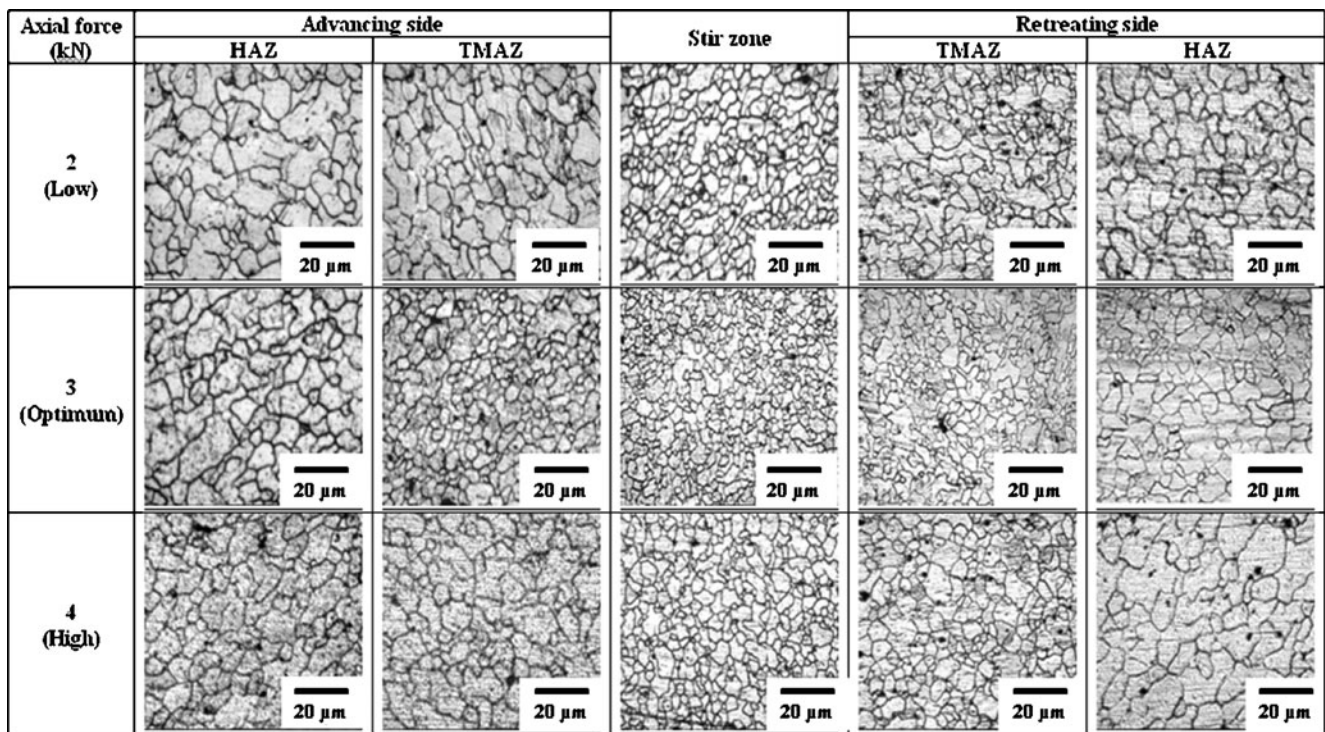 Axial force
(kN)
Advancing side
Stir zone
Retreating side
HAZ
TMAZ
TMAZ
HAZ
2
(Low)
20 µm
20 µm
20 µm
20 µm
20 µm
3
(Optimum)
20 µm
20 µm
20 µm
20 µm
20 µm
4
(High)
20 µm
20 µm
20 µm
20 µm
20 µm